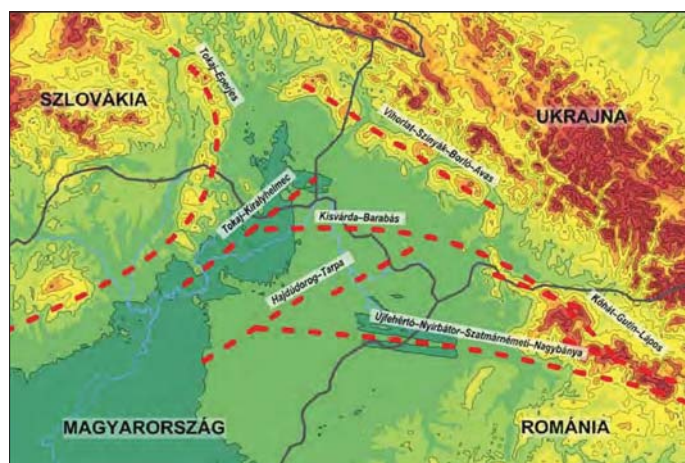 Tokaj–Eperjes
SZLOVÁKIA
UKRAJNA
Vihorlat–Szinyák–Borló–Avas
Tokaj–Királyhelmec
Kisvárda–Barabás
Hajdúdorog–Tarpa
Kőhát–Gutin–Lápos
Újfehértó–Nyírbátor–Szatmárnémeti–Nagybánya
MAGYARORSZÁG
ROMÁNIA